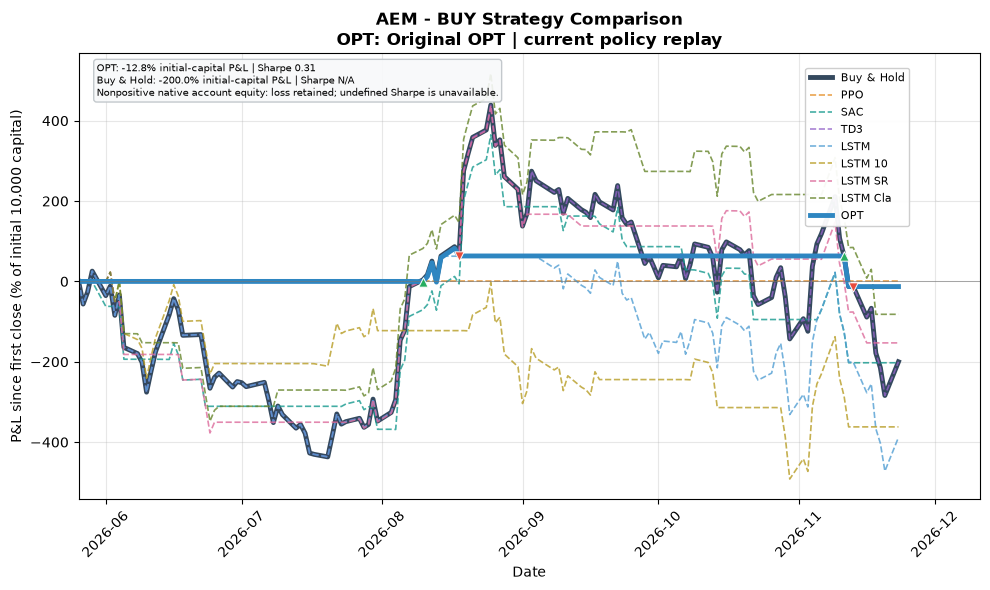 AEM - BUY Strategy Comparison
OPT: Original OPT | current policy replay
OPT: -12.8% initial-capital P&L | Sharpe 0.31
Buy & Hold: -200.0% initial-capital P&L | Sharpe N/A
Nonpositive native account equity: loss retained; undefined Sharpe is unavailable.
Buy & Hold
PPO
SAC
TD3
LSTM
LSTM 10
LSTM SR
LSTM Cla
OPT
P&L since first close (% of initial 10,000 capital)
400
200
0
−200
−400
2026-06
2026-07
2026-08
2026-09
2026-10
2026-11
2026-12
Date